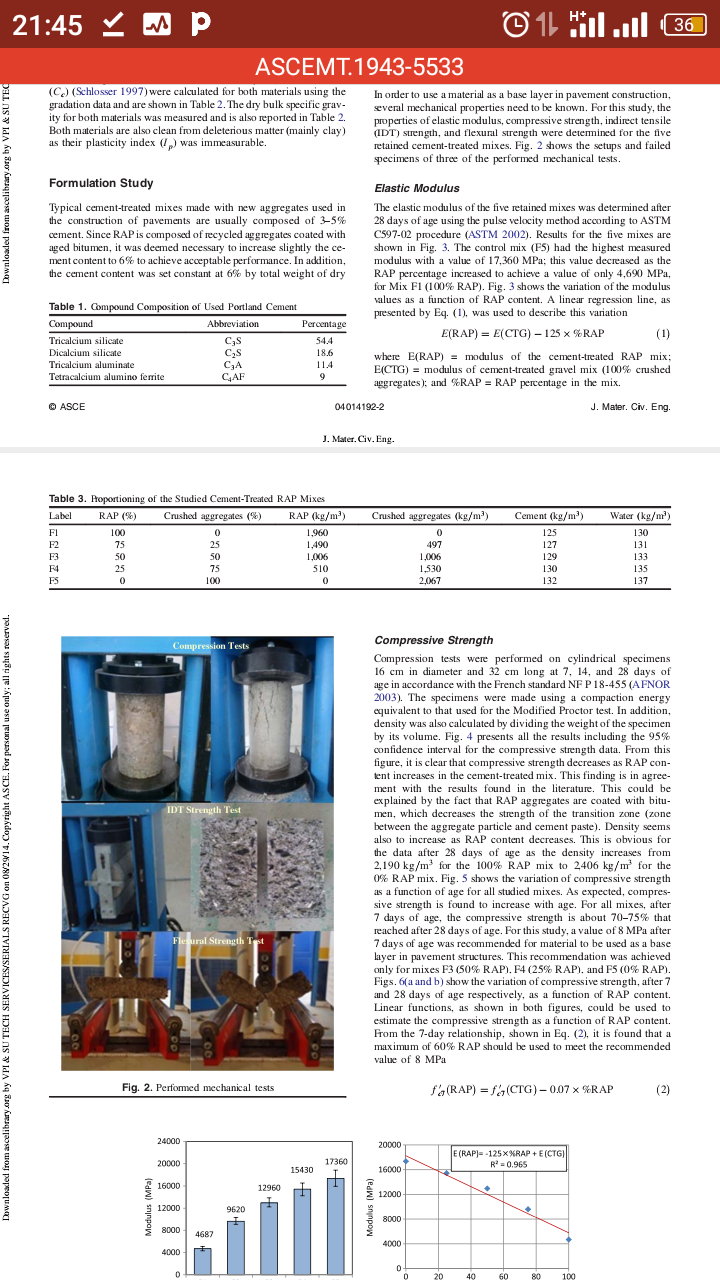 21:45
H+
36
ASCEMT.1943-5533
(Cc) (Schlosser 1997) were calculated for both materials using the
gradation data and are shown in Table 2. The dry bulk specific grav-
ity for both materials was measured and is also reported in Table 2.
Both materials are also clean from deleterious matter (mainly clay)
as their plasticity index (Ip) was immeasurable.
Formulation Study
Typical cement-treated mixes made with new aggregates used in
the construction of pavements are usually composed of 3–5%
cement. Since RAP is composed of recycled aggregates coated with
aged bitumen, it was deemed necessary to increase slightly the ce-
ment content to 6% to achieve acceptable performance. In addition,
the cement content was set constant at 6% by total weight of dry
Table 1. Compound Composition of Used Portland Cement
Compound Abbreviation Percentage
Tricalcium silicate C3S 54.4
Dicalcium silicate C2S 18.6
Tricalcium aluminate C3A 11.4
Tetracalcium alumino ferrite C4AF 9
In order to use a material as a base layer in pavement construction,
several mechanical properties need to be known. For this study, the
properties of elastic modulus, compressive strength, indirect tensile
(IDT) strength, and flexural strength were determined for the five
retained cement-treated mixes. Fig. 2 shows the setups and failed
specimens of three of the performed mechanical tests.
Elastic Modulus
The elastic modulus of the five retained mixes was determined after
28 days of age using the pulse velocity method according to ASTM
C597-02 procedure (ASTM 2002). Results for the five mixes are
shown in Fig. 3. The control mix (F5) had the highest measured
modulus with a value of 17,360 MPa; this value decreased as the
RAP percentage increased to achieve a value of only 4,690 MPa,
for Mix F1 (100% RAP). Fig. 3 shows the variation of the modulus
values as a function of RAP content. A linear regression line, as
presented by Eq. (1), was used to describe this variation
E(RAP) = E(CTG) − 125 × %RAP (1)
where E(RAP) = modulus of the cement-treated RAP mix;
E(CTG) = modulus of cement-treated gravel mix (100% crushed
aggregates); and %RAP = RAP percentage in the mix.
© ASCE 04014192-2 J. Mater. Civ. Eng.
J. Mater. Civ. Eng.
Downloaded from ascelibrary.org by VPI & SU TEC
Table 3. Proportioning of the Studied Cement-Treated RAP Mixes
Label RAP (%) Crushed aggregates (%) RAP (kg/m³) Crushed aggregates (kg/m³) Cement (kg/m³) Water (kg/m³)
F1 100 0 1,960 0 125 130
F2 75 25 1,490 497 127 131
F3 50 50 1,006 1,006 129 133
F4 25 75 510 1,530 130 135
F5 0 100 0 2,067 132 137
Compression Tests
IDT Strength Test
Flexural Strength Test
Fig. 2. Performed mechanical tests
Compressive Strength
Compression tests were performed on cylindrical specimens
16 cm in diameter and 32 cm long at 7, 14, and 28 days of
age in accordance with the French standard NF P 18-455 (AFNOR
2003). The specimens were made using a compaction energy
equivalent to that used for the Modified Proctor test. In addition,
density was also calculated by dividing the weight of the specimen
by its volume. Fig. 4 presents all the results including the 95%
confidence interval for the compressive strength data. From this
figure, it is clear that compressive strength decreases as RAP con-
tent increases in the cement-treated mix. This finding is in agree-
ment with the results found in the literature. This could be
explained by the fact that RAP aggregates are coated with bitu-
men, which decreases the strength of the transition zone (zone
between the aggregate particle and cement paste). Density seems
also to increase as RAP content decreases. This is obvious for
the data after 28 days of age as the density increases from
2,190 kg/m³ for the 100% RAP mix to 2,406 kg/m³ for the
0% RAP mix. Fig. 5 shows the variation of compressive strength
as a function of age for all studied mixes. As expected, compres-
sive strength is found to increase with age. For all mixes, after
7 days of age, the compressive strength is about 70–75% that
reached after 28 days of age. For this study, a value of 8 MPa after
7 days of age was recommended for material to be used as a base
layer in pavement structures. This recommendation was achieved
only for mixes F3 (50% RAP), F4 (25% RAP), and F5 (0% RAP).
Figs. 6(a and b) show the variation of compressive strength, after 7
and 28 days of age respectively, as a function of RAP content.
Linear functions, as shown in both figures, could be used to
estimate the compressive strength as a function of RAP content.
From the 7-day relationship, shown in Eq. (2), it is found that a
maximum of 60% RAP should be used to meet the recommended
value of 8 MPa
f′c7(RAP) = f′c7(CTG) − 0.07 × %RAP (2)
Downloaded from ascelibrary.org by VPI & SU TECH SERVICES/SERIALS RECVG on 08/29/14. Copyright ASCE. For personal use only; all rights reserved.
Modulus (MPa)
24000
20000
16000
12000
8000
4000
0
4687
9620
12960
15430
17360
Modulus (MPa)
20000
16000
12000
8000
4000
0
E (RAP)= -125×%RAP + E (CTG)
R² = 0.965
0 20 40 60 80 100